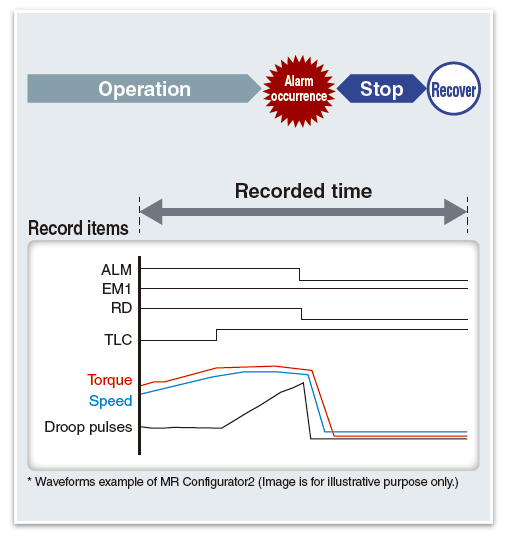 Operation
Alarm
occurrence
Stop
Recover
Recorded time
Record items
ALM
EM1
RD
TLC
Torque
Speed
Droop pulses
* Waveforms example of MR Configurator2 (Image is for illustrative purpose only.)